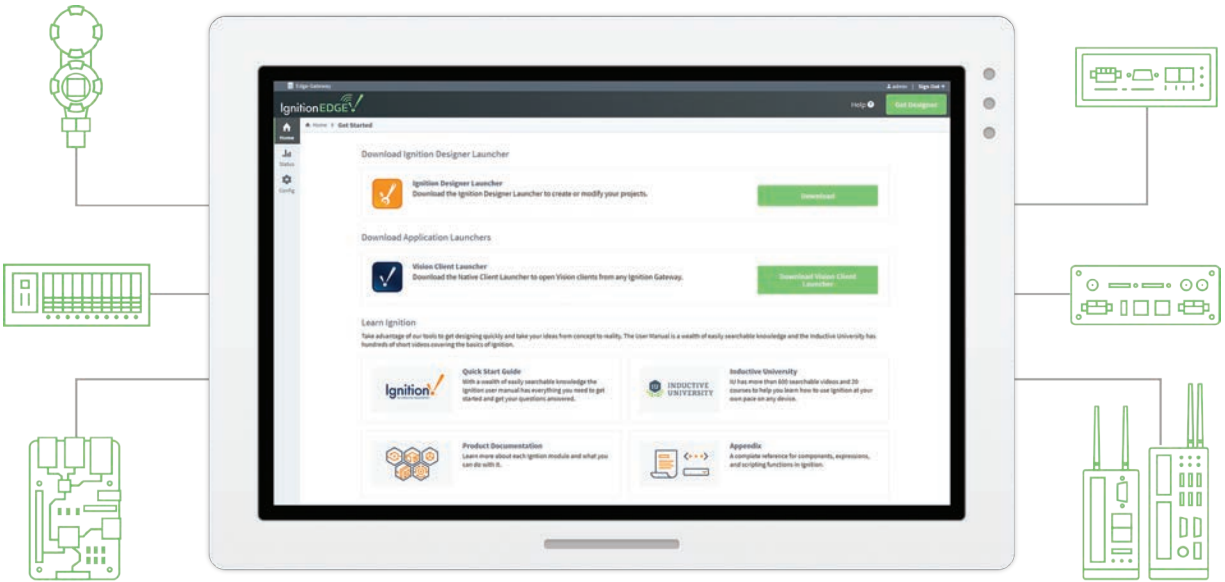 Edge Gateway
admin | Sign Out
IgnitionEDGE
Help ?
Get Designer
Home
Status
Config
Home > Get Started
Download Ignition Designer Launcher
Ignition Designer Launcher
Download the Ignition Designer Launcher to create or modify your projects.
Download
Download Application Launchers
Vision Client Launcher
Download the Native Client Launcher to open Vision clients from any Ignition Gateway.
Download Vision Client
Launcher
Learn Ignition
Take advantage of our tools to get designing quickly and take your ideas from concept to reality. The User Manual is a wealth of easily searchable knowledge and the Inductive University has
hundreds of short videos covering the basics of Ignition.
Ignition
Quick Start Guide
With a wealth of easily searchable knowledge the
Ignition user manual has everything you need to get
started and get your questions answered.
IU
INDUCTIVE
UNIVERSITY
Inductive University
IU has more than 600 searchable videos and 20
courses to help you learn how to use Ignition at your
own pace on any device.
Product Documentation
Learn more about each Ignition module and what you
can do with it.
Appendix
A complete reference for components, expressions,
and scripting functions in Ignition.